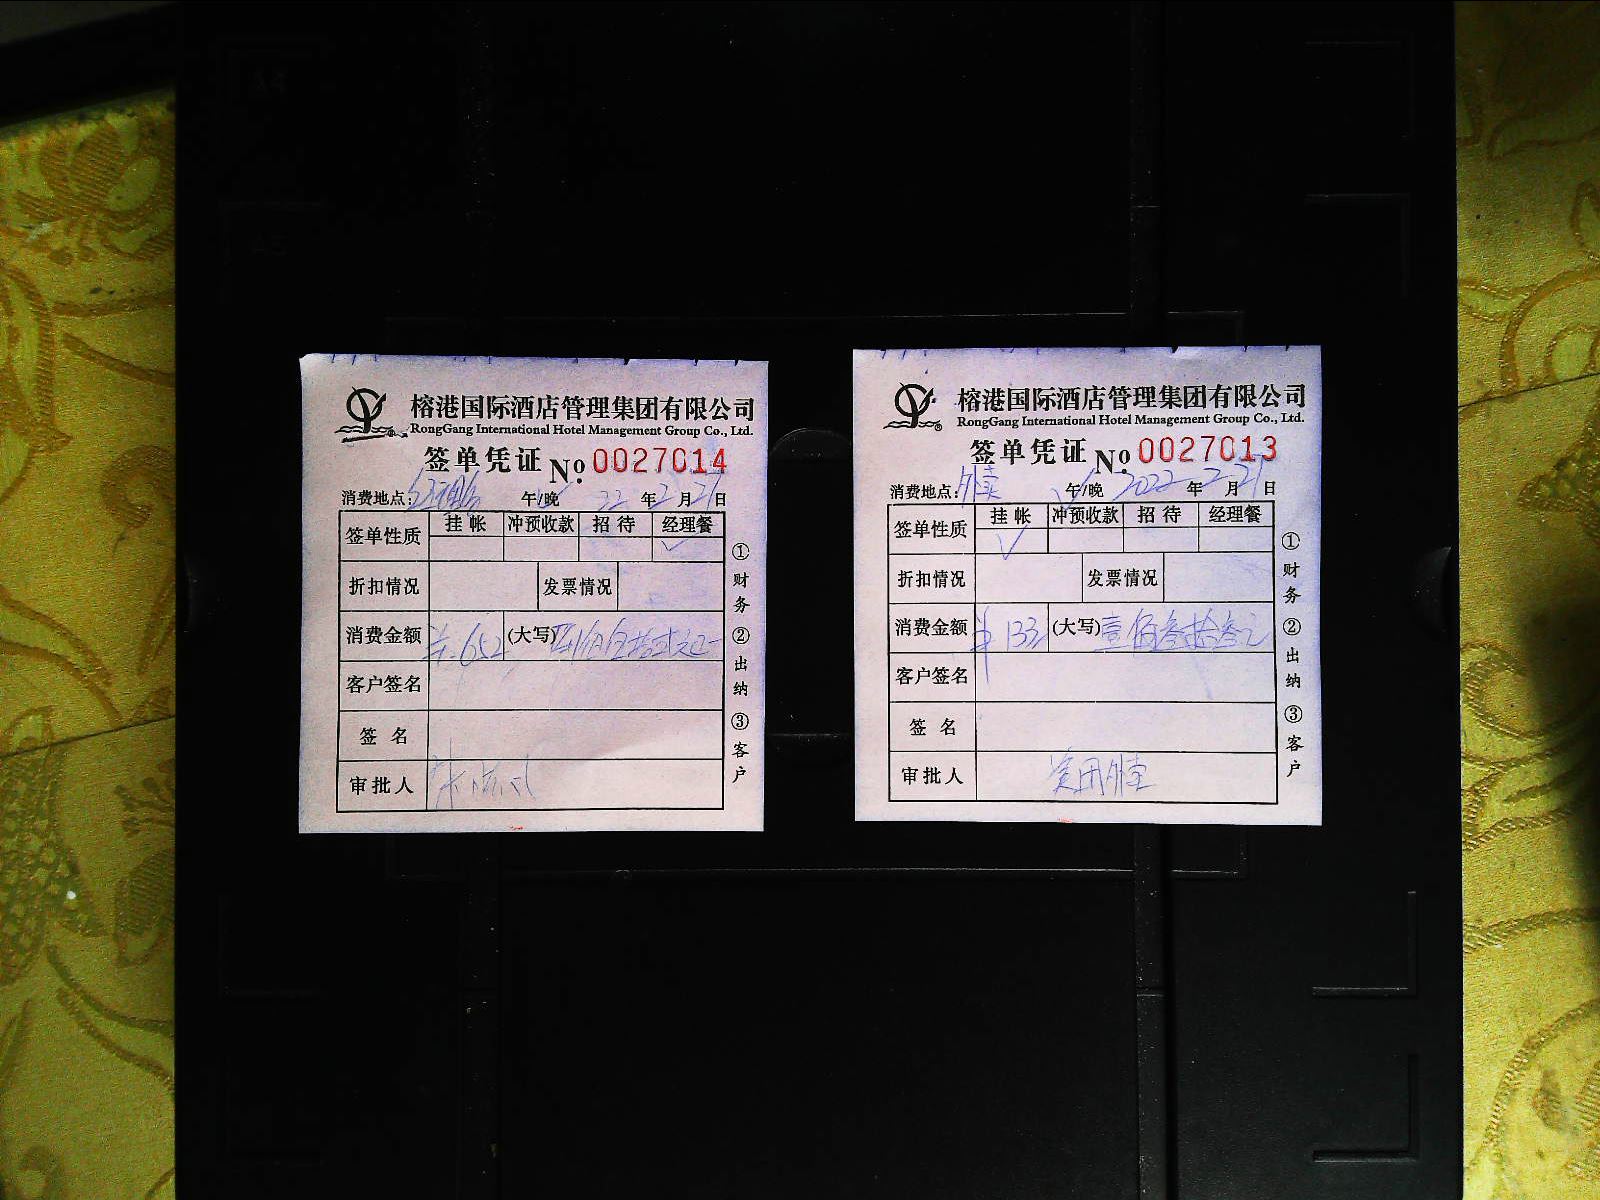 榕港国际酒店管理集团有限公司
RongGang International Hotel Management Group Co., Ltd.
签单凭证 No. 0027014
消费地点: 午/晚 22 年 2 月 21 日
签单性质 挂帐 冲预收款 招待 经理餐
✓
折扣情况 发票情况
消费金额 652 (大写)
客户签名
签名
审批人
①财务 ②出纳 ③客户
榕港国际酒店管理集团有限公司
RongGang International Hotel Management Group Co., Ltd.
签单凭证 No. 0027013
消费地点: 外卖 午/晚 2022 年 2 月 21 日
签单性质 挂帐 冲预收款 招待 经理餐
✓
折扣情况 发票情况
消费金额 133 (大写) 壹佰叁拾叁元
客户签名
签名
审批人
①财务 ②出纳 ③客户